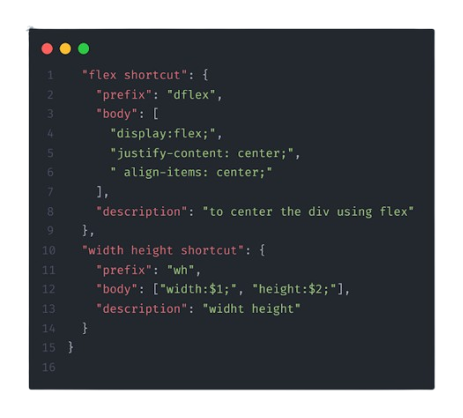 1 "flex shortcut": {
2 "prefix": "dflex",
3 "body": [
4 "display:flex;",
5 "justify-content: center;",
6 " align-items: center;"
7 ],
8 "description": "to center the div using flex"
9 },
10 "width height shortcut": {
11 "prefix": "wh",
12 "body": ["width:$1;", "height:$2;"],
13 "description": "widht height"
14 }
15 }
16